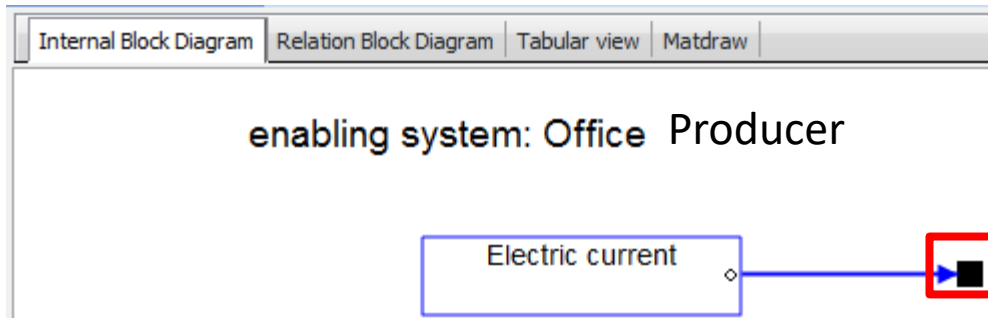 Internal Block Diagram Relation Block Diagram Tabular view Matdraw
enabling system: Office Producer
Electric current